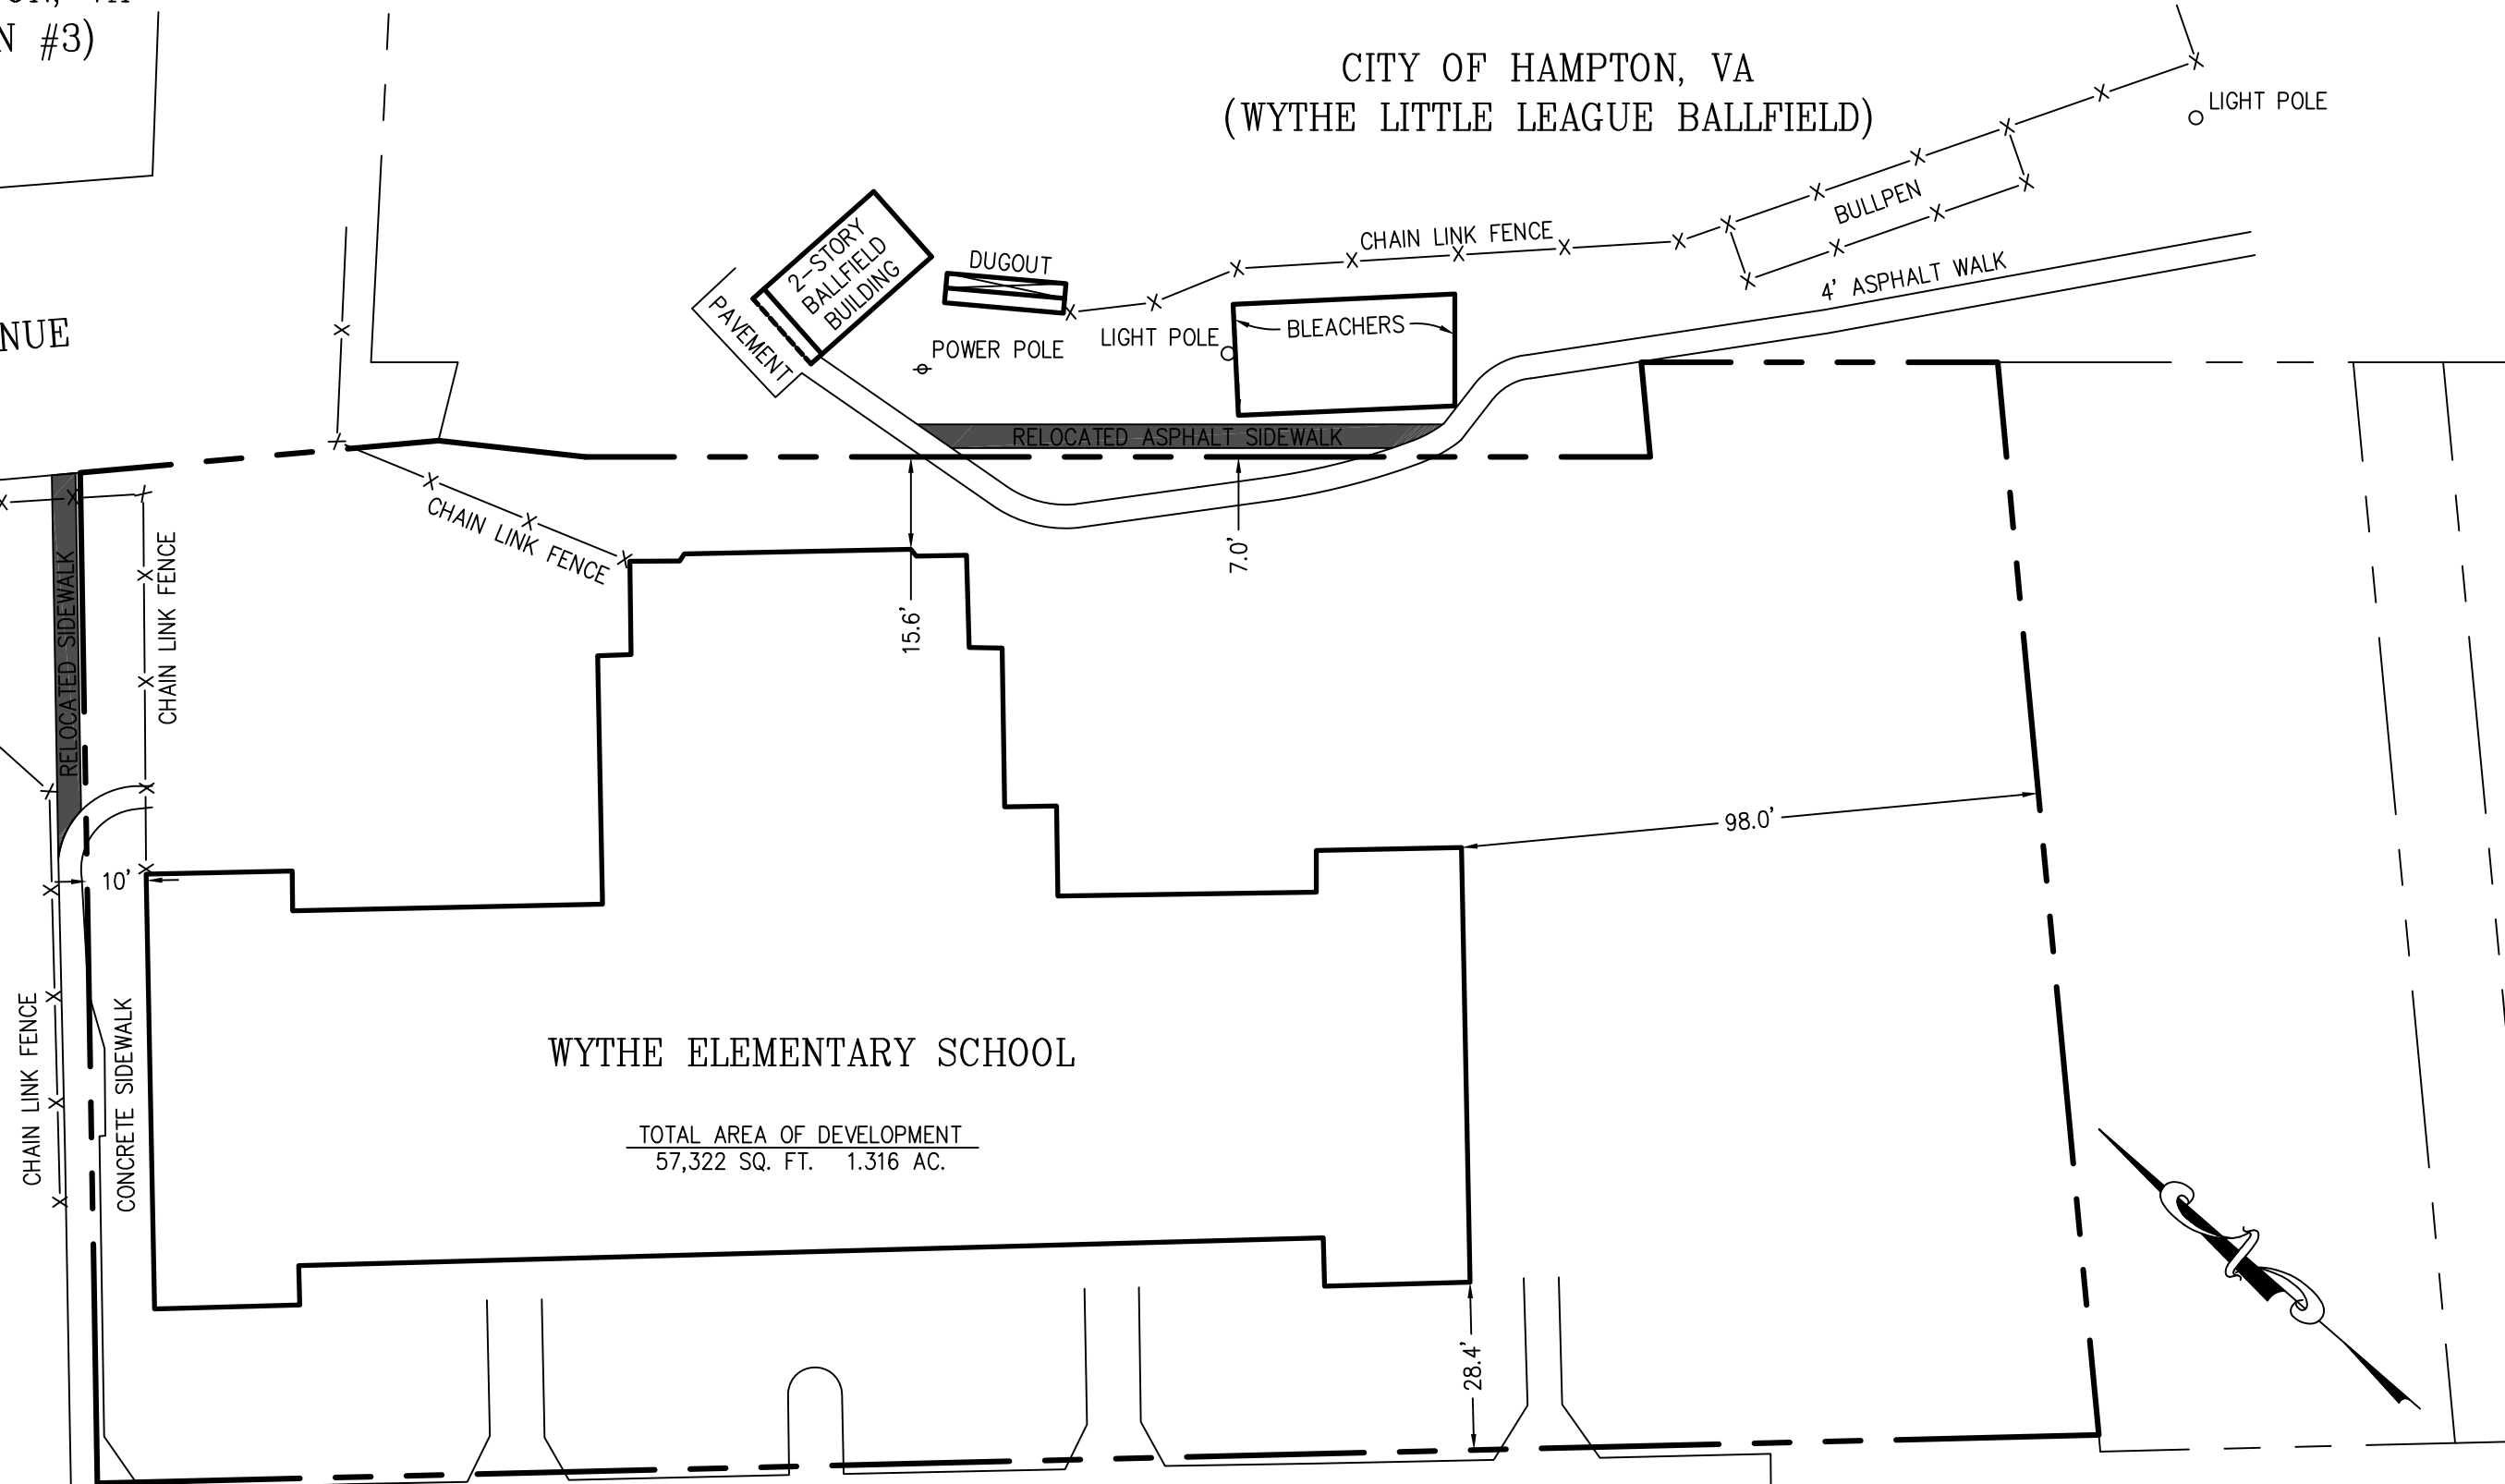 #3)
CITY OF HAMPTON, VA
(WYTHE LITTLE LEAGUE BALLFIELD)
LIGHT POLE
BULLPEN
2-STORY
BALLFIELD
BUILDING
PAVEMENT
DUGOUT
CHAIN LINK FENCE
4' ASPHALT WALK
BLEACHERS
LIGHT POLE
POWER POLE
RELOCATED ASPHALT SIDEWALK
CHAIN LINK FENCE
CHAIN LINK FENCE
RELOCATED SIDEWALK
15.6'
7.0'
98.0'
10'
CHAIN LINK FENCE
CONCRETE SIDEWALK
WYTHE ELEMENTARY SCHOOL
TOTAL AREA OF DEVELOPMENT
57,322 SQ. FT. 1.316 AC.
28.4'